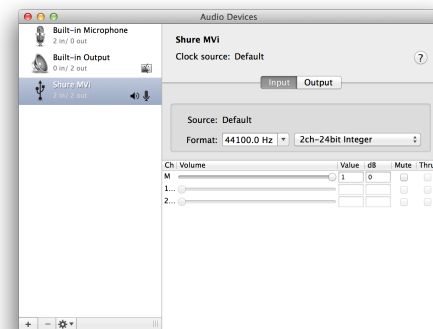 Audio Devices
Built-in Microphone
2 in/ 0 out
Built-in Output
0 in/ 2 out
Shure MVi
2 in/ 2 out
Shure MVi
Clock source: Default
?
Input Output
Source: Default
Format: 44100.0 Hz 2ch-24bit Integer
Ch Volume Value dB Mute Thru
M 1 0
1...
2...